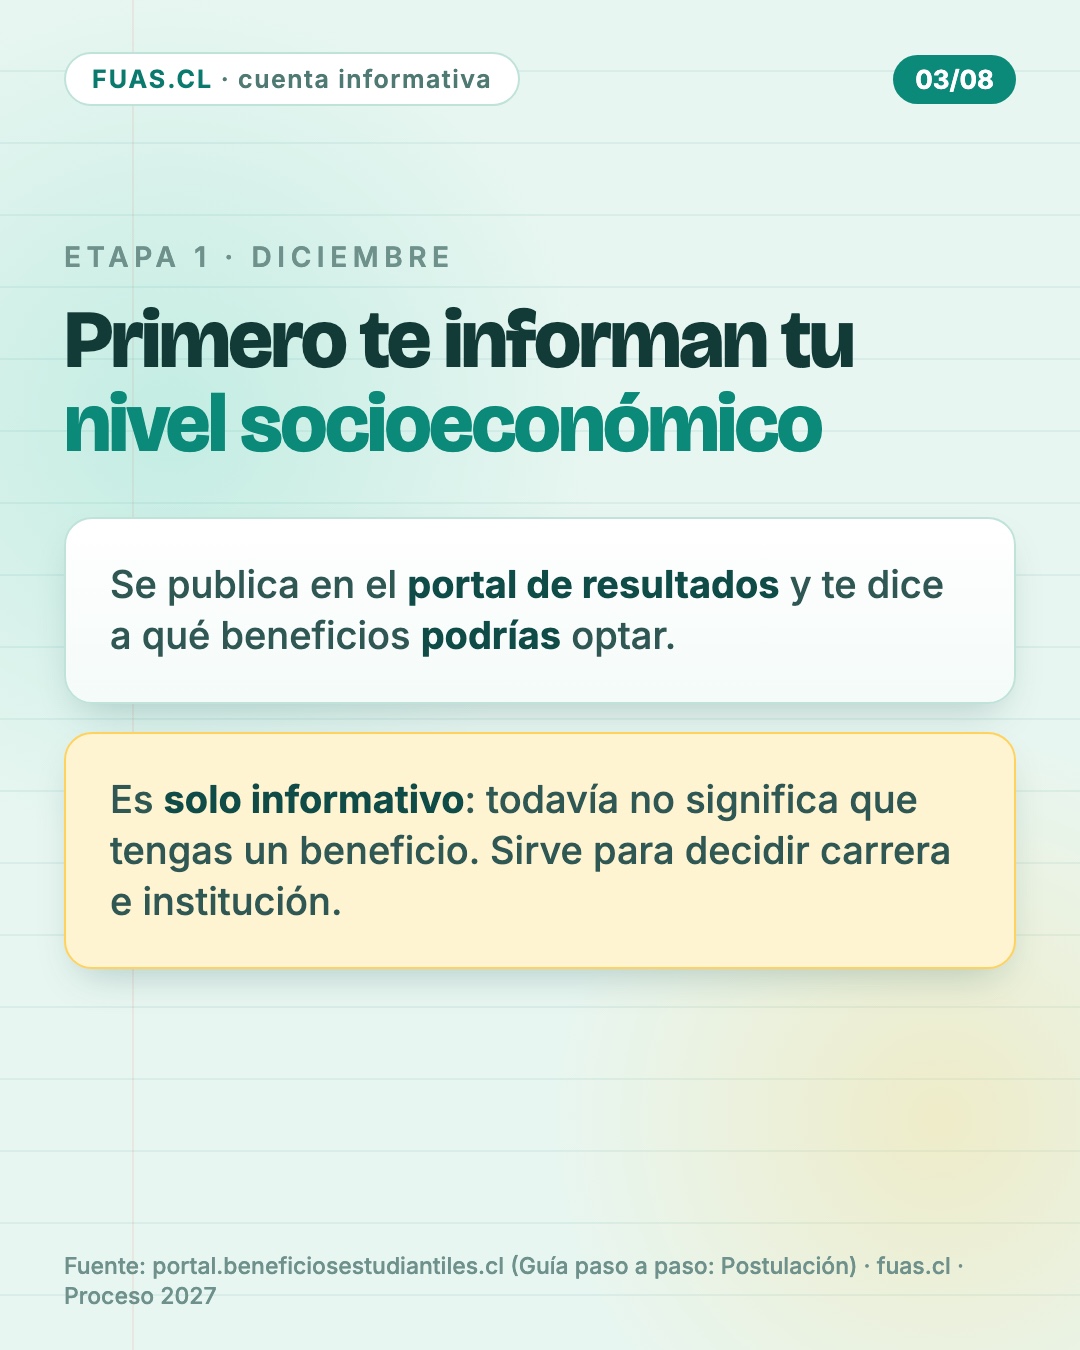 FUAS.CL · cuenta informativa
03/08
ETAPA 1 · DICIEMBRE
Primero te informan tu
nivel socioeconómico
Se publica en el portal de resultados y te dice
a qué beneficios podrías optar.
Es solo informativo: todavía no significa que
tengas un beneficio. Sirve para decidir carrera
e institución.
Fuente: portal.beneficiosestudiantiles.cl (Guía paso a paso: Postulación) · fuas.cl ·
Proceso 2027